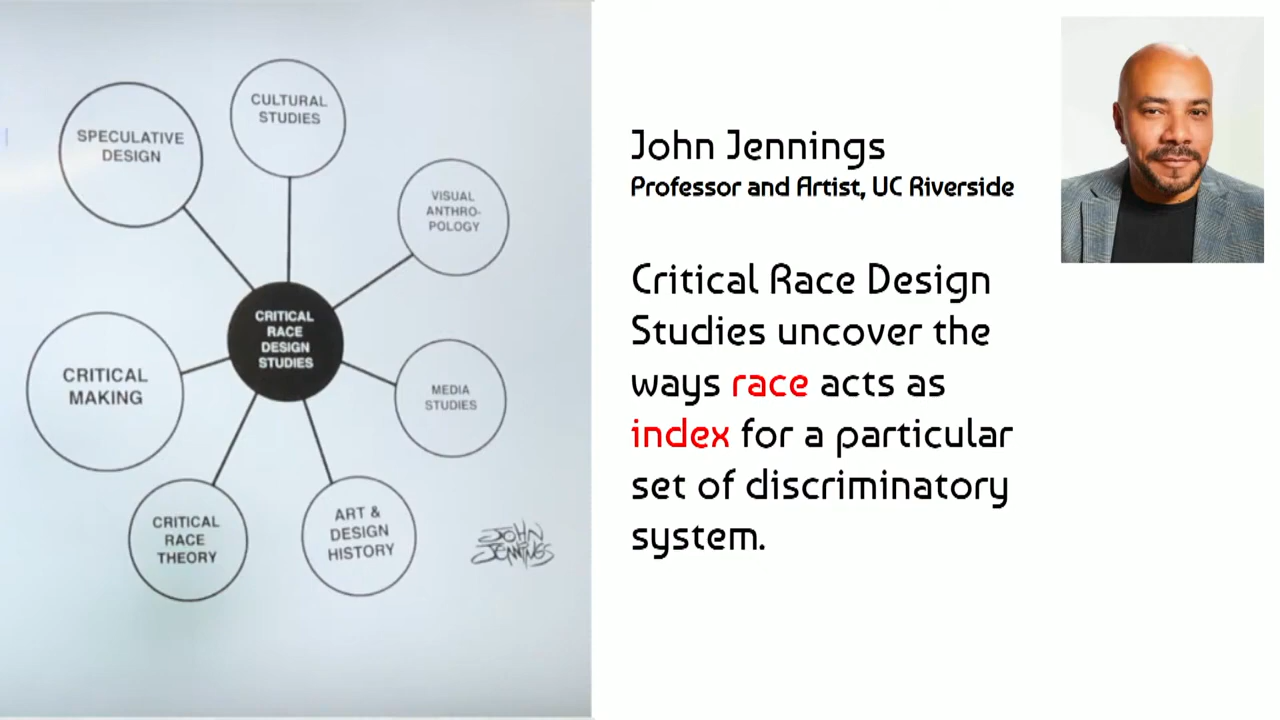 SPECULATIVE
DESIGN
CULTURAL
STUDIES
VISUAL
ANTHRO-
POLOGY
CRITICAL
RACE
DESIGN
STUDIES
CRITICAL
MAKING
MEDIA
STUDIES
CRITICAL
RACE
THEORY
ART &
DESIGN
HISTORY
JOHN
JENNINGS
John Jennings
Professor and Artist, UC Riverside
Critical Race Design
Studies uncover the
ways race acts as
index for a particular
set of discriminatory
system.